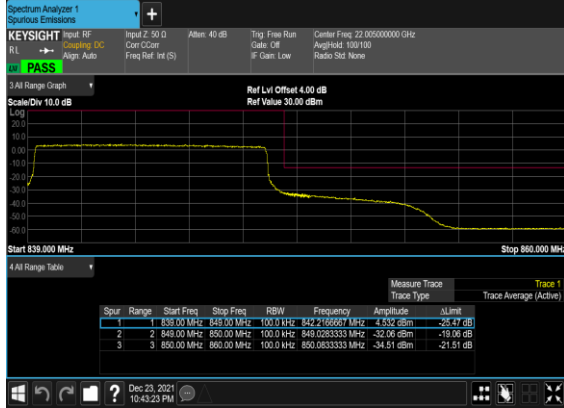 Spectrum Analyzer 1
Spurious Emissions
+
KEYSIGHT Input: RF Input Z: 50 Ω Atten: 40 dB Trig: Free Run Center Freq: 22.005000000 GHz
RL Coupling: DC Corr CCorr Gate: Off Avg|Hold: 100/100
Align: Auto Freq Ref: Int (S) IF Gain: Low Radio Std: None
PASS
3 All Range Graph
Ref Lvl Offset 4.00 dB
Scale/Div 10.0 dB Ref Value 30.00 dBm
Log
20.0
10.0
0.00
-10.0
-20.0
-30.0
-40.0
-50.0
-60.0
Start 839.000 MHz Stop 860.000 MHz
4 All Range Table
Measure Trace Trace 1
Trace Type Trace Average (Active)
Spur Range Start Freq Stop Freq RBW Frequency Amplitude ΔLimit
1 1 839.00 MHz 849.00 MHz 100.0 kHz 842.2166667 MHz 4.532 dBm -25.47 dB
2 2 849.00 MHz 850.00 MHz 100.0 kHz 849.0283333 MHz -32.06 dBm -19.06 dB
3 3 850.00 MHz 860.00 MHz 100.0 kHz 850.0833333 MHz -34.51 dBm -21.51 dB
? Dec 23, 2021
10:43:23 PM